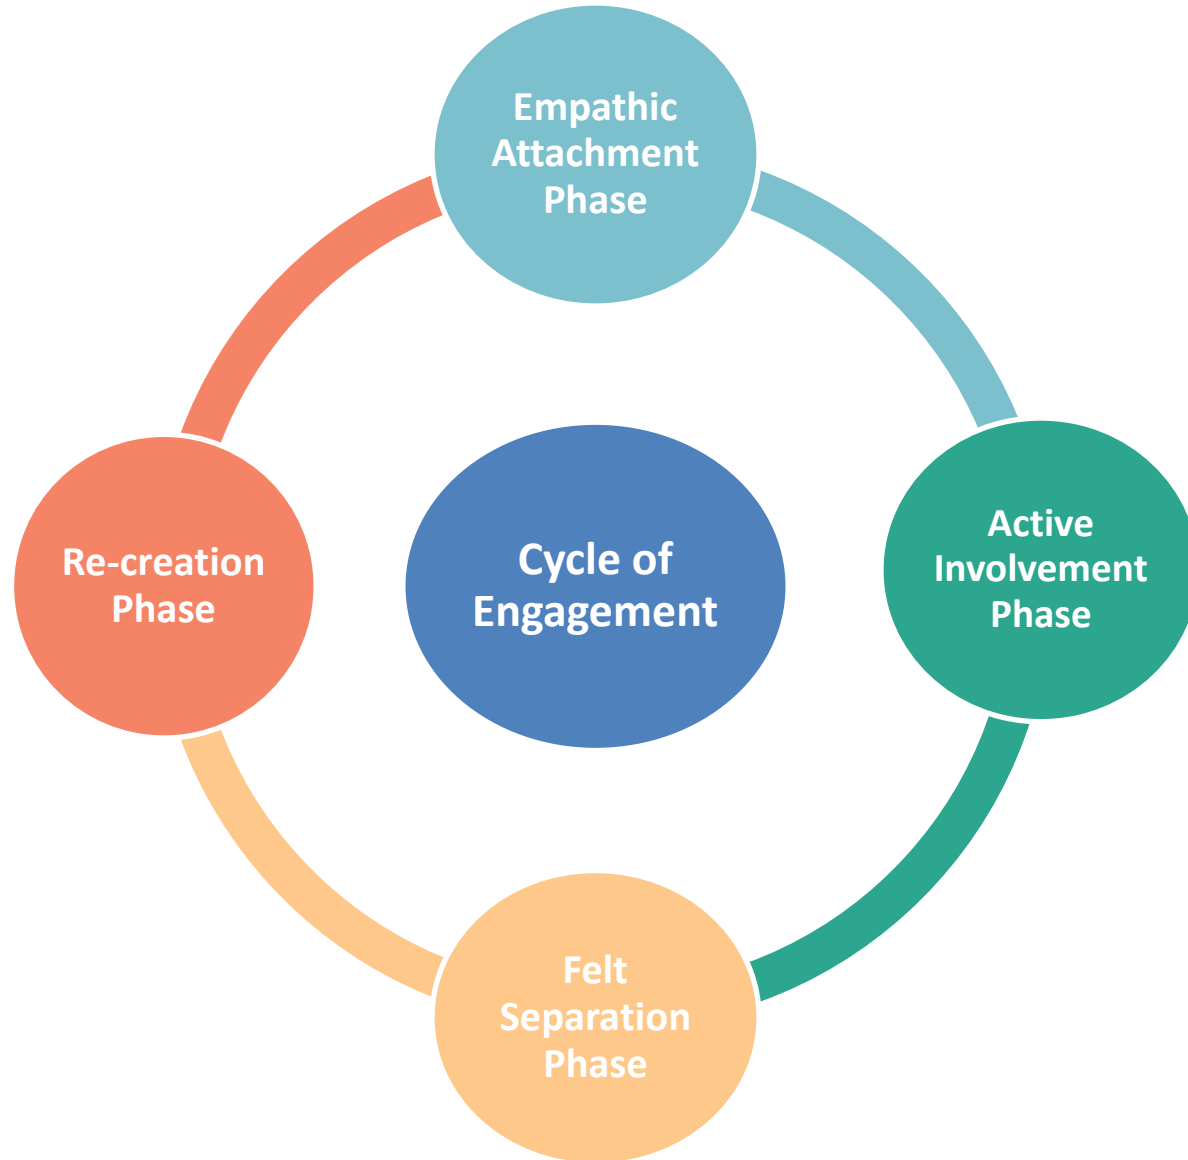 Empathic
Attachment
Phase
Active
Involvement
Phase
Felt
Separation
Phase
Re-creation
Phase
Cycle of
Engagement